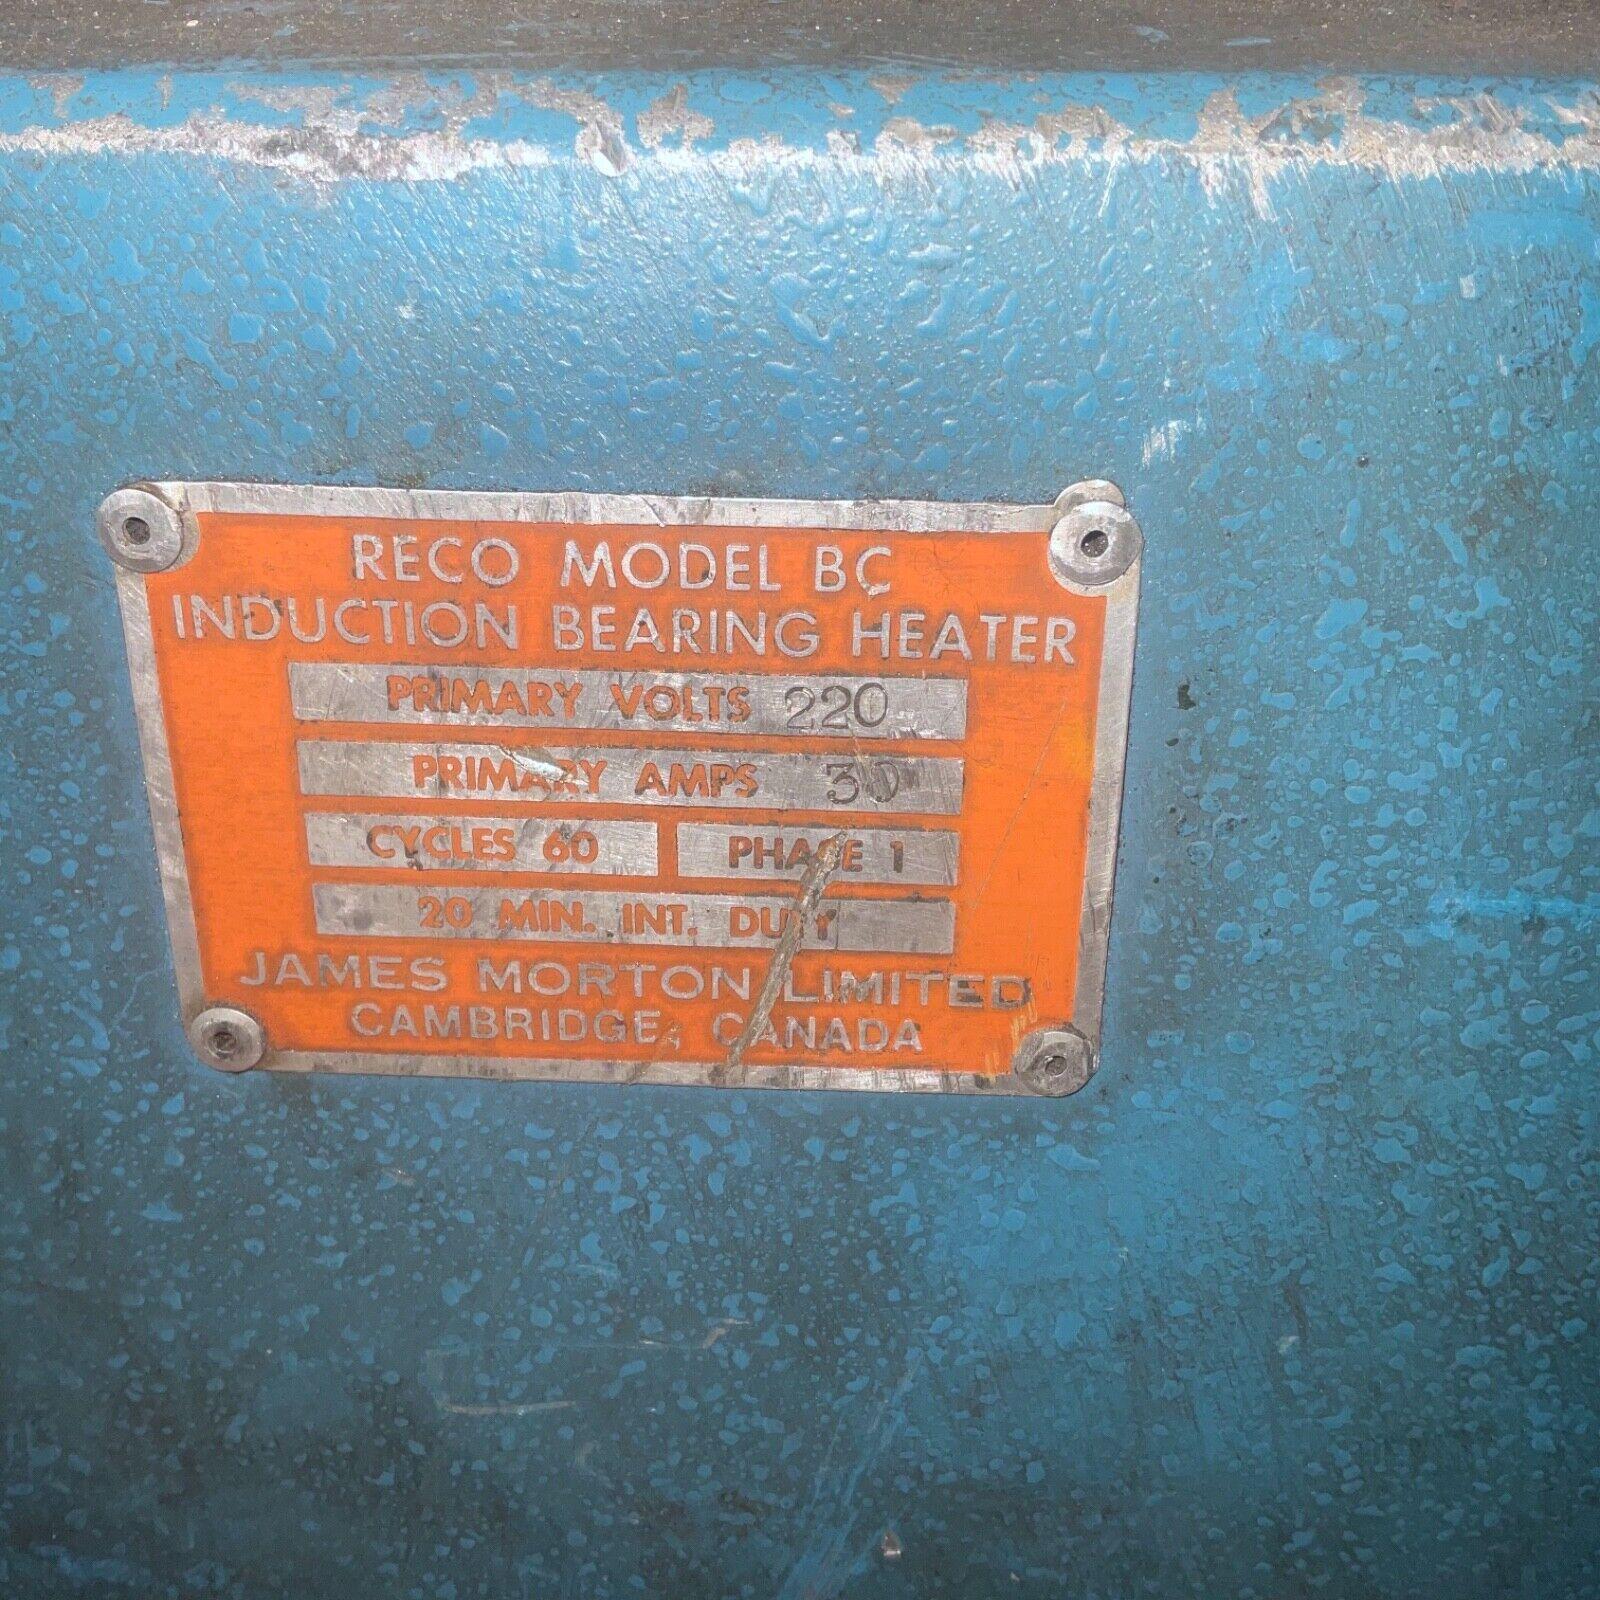 RECO MODEL BC
INDUCTION BEARING HEATER
PRIMARY VOLTS 220
PRIMARY AMPS 30
CYCLES 60 PHASE 1
20 MIN. INT. DUTY
JAMES MORTON LIMITED
CAMBRIDGE, CANADA